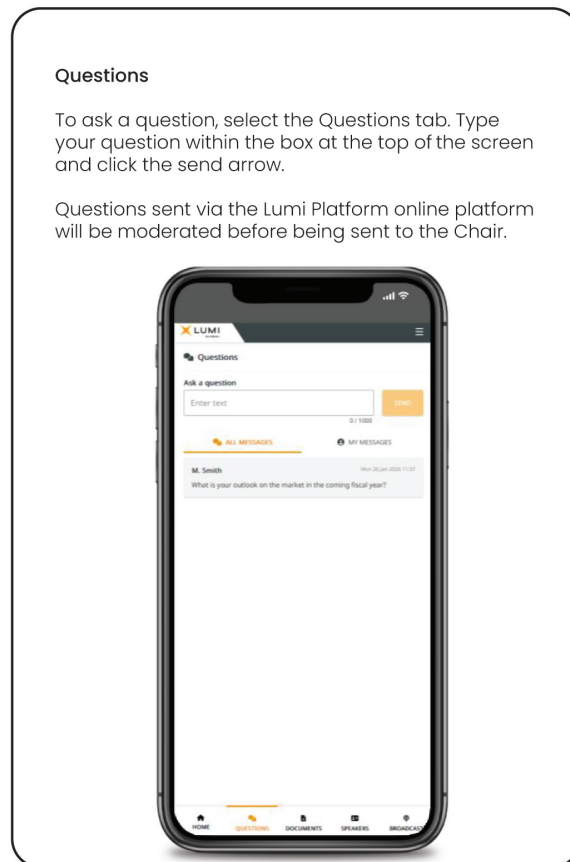 Questions
To ask a question, select the Questions tab. Type
your question within the box at the top of the screen
and click the send arrow.
Questions sent via the Lumi Platform online platform
will be moderated before being sent to the Chair.
LUMI
Questions
Ask a question
Enter text
SEND
0 / 1000
ALL MESSAGES
MY MESSAGES
M. Smith
What is your outlook on the market in the coming fiscal year?
HOME
QUESTIONS
DOCUMENTS
SPEAKERS
BROADCAST